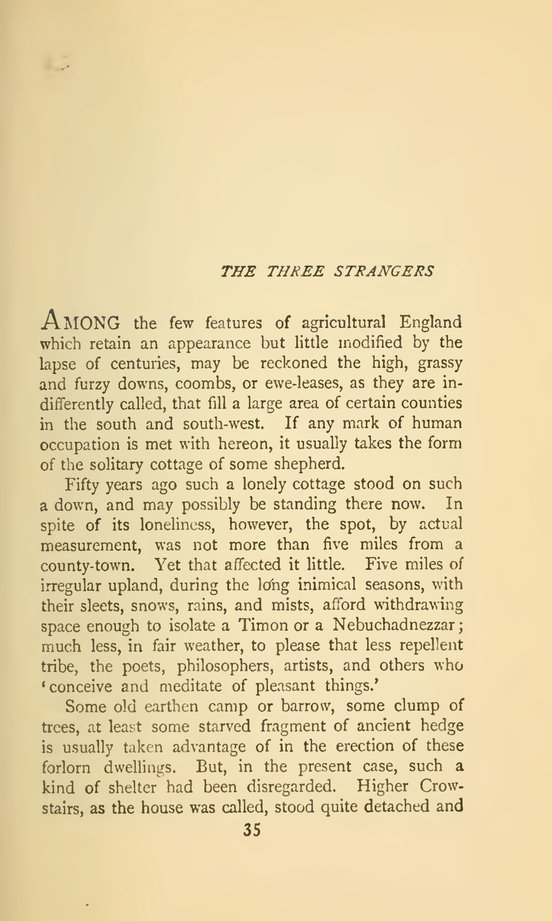 THE THREE STRANGERS
AMONG the few features of agricultural England
which retain an appearance but little modified by the
lapse of centuries, may be reckoned the high, grassy
and furzy downs, coombs, or ewe-leases, as they are in-
differently called, that fill a large area of certain counties
in the south and south-west. If any mark of human
occupation is met with hereon, it usually takes the form
of the solitary cottage of some shepherd.
Fifty years ago such a lonely cottage stood on such
a down, and may possibly be standing there now. In
spite of its loneliness, however, the spot, by actual
measurement, was not more than five miles from a
county-town. Yet that affected it little. Five miles of
irregular upland, during the long inimical seasons, with
their sleets, snows, rains, and mists, afford withdrawing
space enough to isolate a Timon or a Nebuchadnezzar;
much less, in fair weather, to please that less repellent
tribe, the poets, philosophers, artists, and others who
‘conceive and meditate of pleasant things.’
Some old earthen camp or barrow, some clump of
trees, at least some starved fragment of ancient hedge
is usually taken advantage of in the erection of these
forlorn dwellings. But, in the present case, such a
kind of shelter had been disregarded. Higher Crow-
stairs, as the house was called, stood quite detached and
35